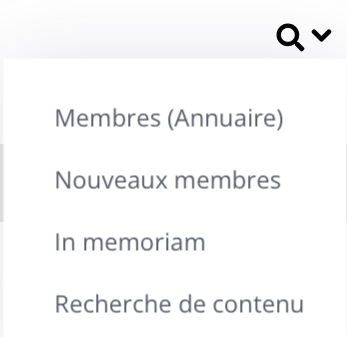 Membres (Annuaire)
Nouveaux membres
In memoriam
Recherche de contenu